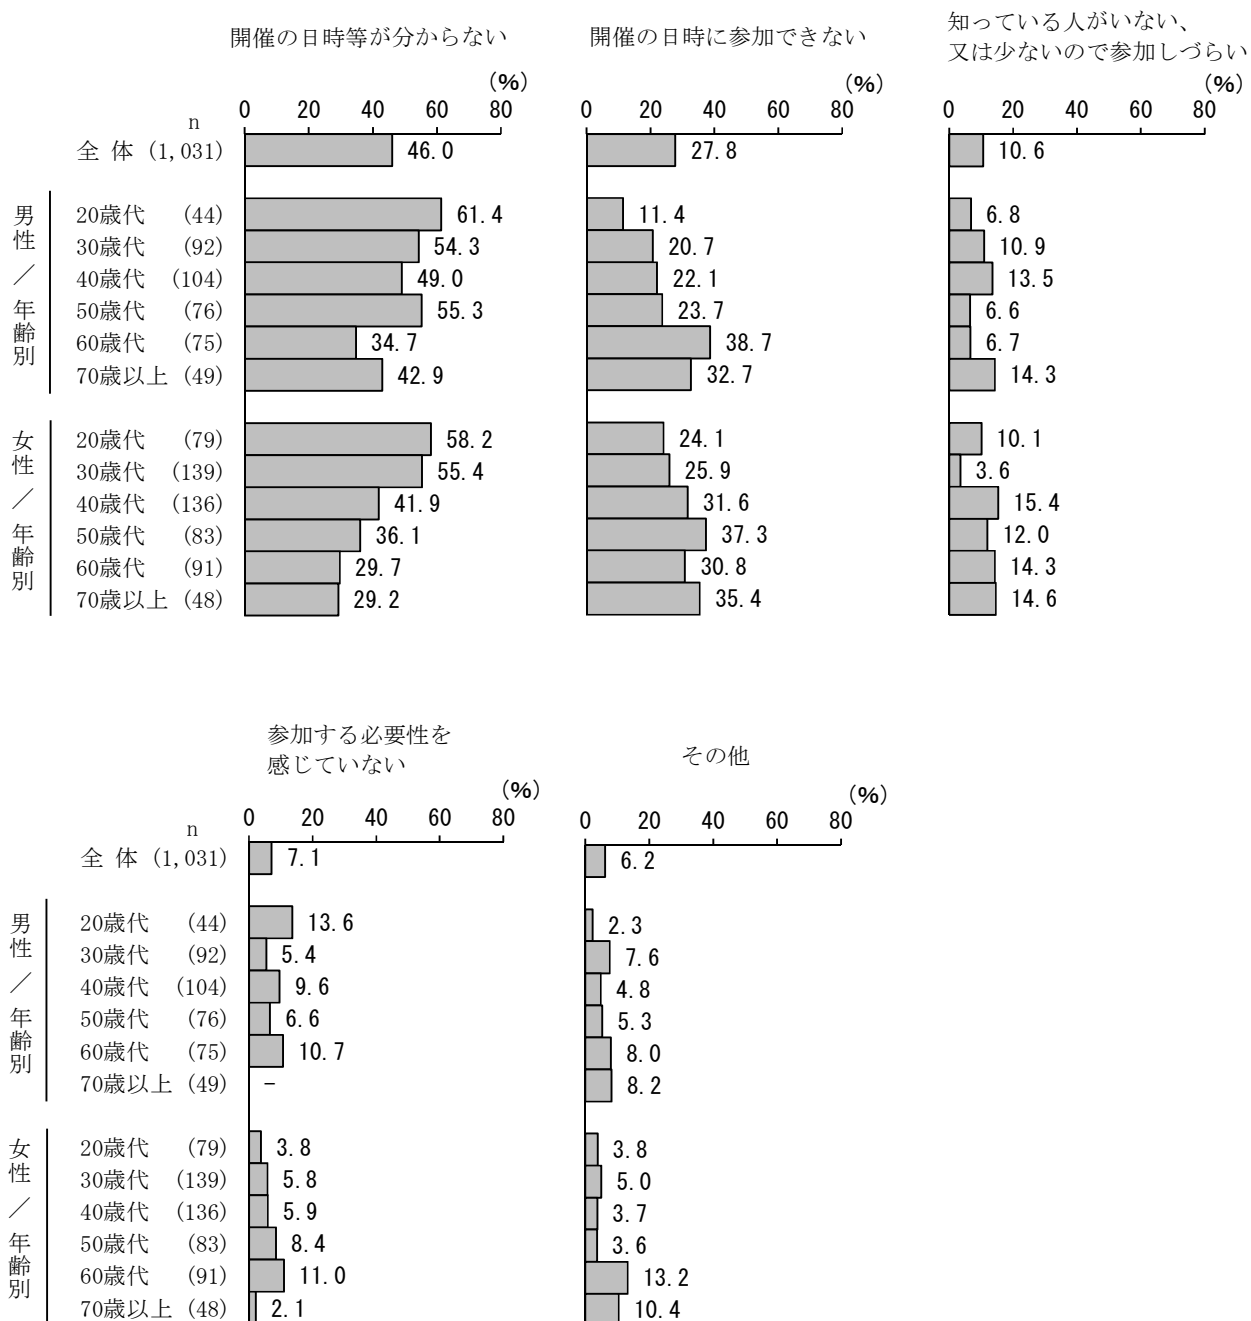 開催の日時等が分からない
開催の日時に参加できない
知っている人がいない、
又は少ないので参加しづらい
(%)
(%)
(%)
0 20 40 60 80
0 20 40 60 80
0 20 40 60 80
n
全 体 (1,031) 46.0 27.8 10.6
男性／年齢別
20歳代 (44) 61.4 11.4 6.8
30歳代 (92) 54.3 20.7 10.9
40歳代 (104) 49.0 22.1 13.5
50歳代 (76) 55.3 23.7 6.6
60歳代 (75) 34.7 38.7 6.7
70歳以上 (49) 42.9 32.7 14.3
女性／年齢別
20歳代 (79) 58.2 24.1 10.1
30歳代 (139) 55.4 25.9 3.6
40歳代 (136) 41.9 31.6 15.4
50歳代 (83) 36.1 37.3 12.0
60歳代 (91) 29.7 30.8 14.3
70歳以上 (48) 29.2 35.4 14.6
参加する必要性を
感じていない
その他
(%)
(%)
0 20 40 60 80
0 20 40 60 80
n
全 体 (1,031) 7.1 6.2
男性／年齢別
20歳代 (44) 13.6 2.3
30歳代 (92) 5.4 7.6
40歳代 (104) 9.6 4.8
50歳代 (76) 6.6 5.3
60歳代 (75) 10.7 8.0
70歳以上 (49) － 8.2
女性／年齢別
20歳代 (79) 3.8 3.8
30歳代 (139) 5.8 5.0
40歳代 (136) 5.9 3.7
50歳代 (83) 8.4 3.6
60歳代 (91) 11.0 13.2
70歳以上 (48) 2.1 10.4